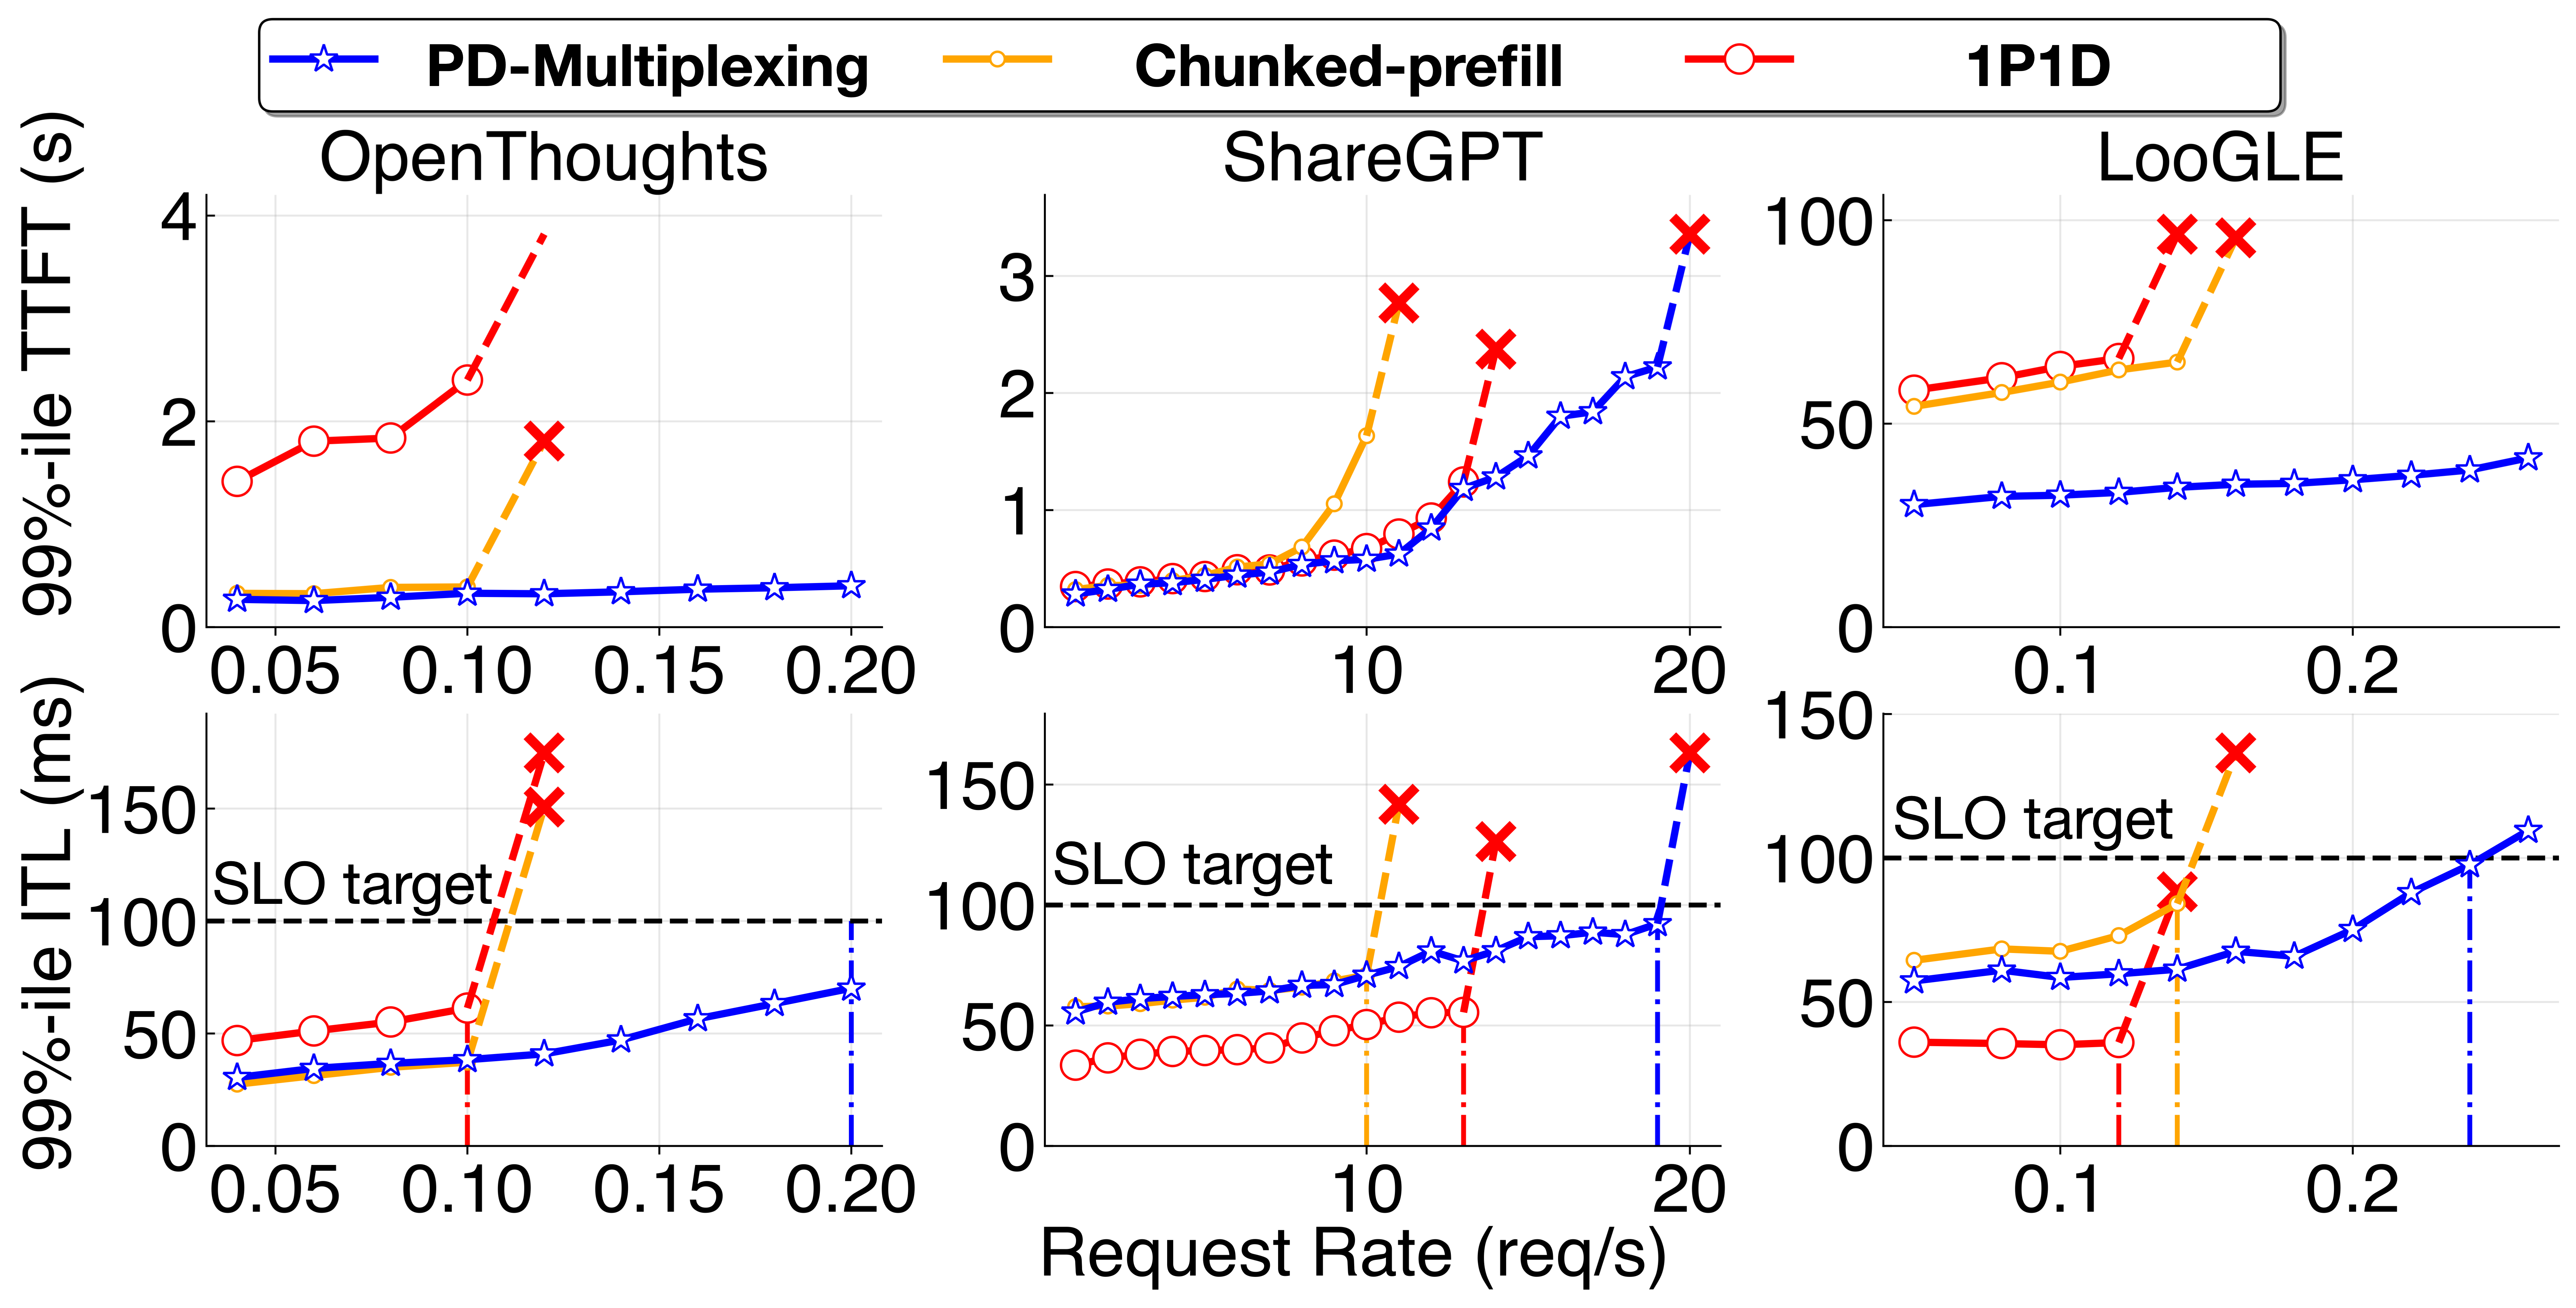 PD-Multiplexing Chunked-prefill 1P1D
OpenThoughts ShareGPT LooGLE
99%-ile TTFT (s)
4
2
0
0.05 0.10 0.15 0.20
3
2
1
0
10 20
100
50
0
0.1 0.2
99%-ile ITL (ms)
150
100
50
0
SLO target
0.05 0.10 0.15 0.20
150
100
50
0
SLO target
10 20
150
100
50
0
SLO target
0.1 0.2
Request Rate (req/s)